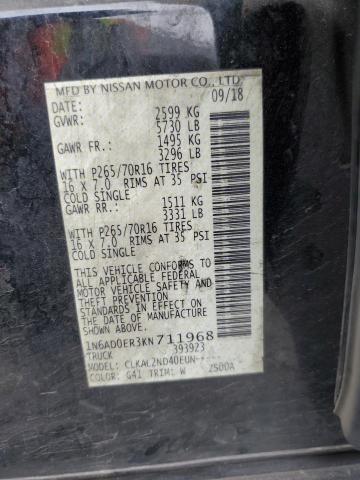 MFD BY NISSAN MOTOR CO., LTD.
DATE: 09/18
GVWR: 2599 KG
5730 LB
GAWR FR.: 1495 KG
3296 LB
WITH P265/70R16 TIRES
16 X 7.0 RIMS AT 35 PSI
COLD SINGLE
GAWR RR.: 1511 KG
3331 LB
WITH P265/70R16 TIRES
16 X 7.0 RIMS AT 35 PSI
COLD SINGLE
THIS VEHICLE CONFORMS TO
ALL APPLICABLE FEDERAL
MOTOR VEHICLE SAFETY AND
THEFT PREVENTION
STANDARDS IN EFFECT ON
THE DATE OF MANUFACTURE
SHOWN ABOVE.
1N6AD0ER3KN711968
TRUCK 393923
MODEL: CLKAL2ND40EUN-----
COLOR: G41 TRIM: W 2S00A